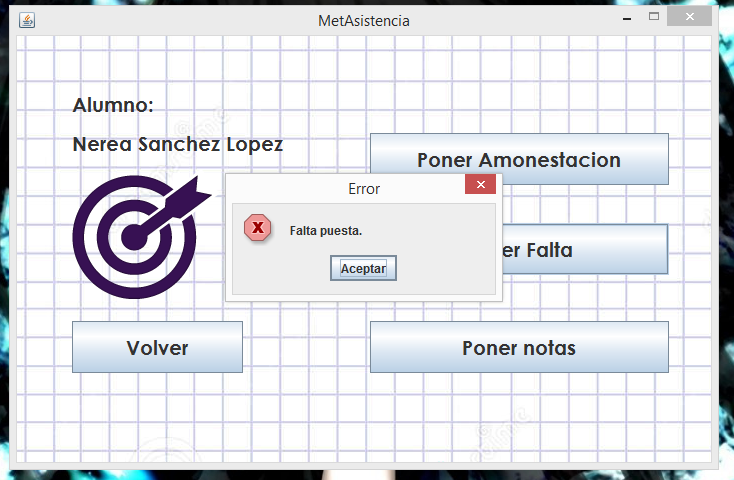 MetAsistencia
Alumno:
Nerea Sanchez Lopez
Poner Amonestacion
Error
Falta puesta.
Aceptar
er Falta
Volver
Poner notas